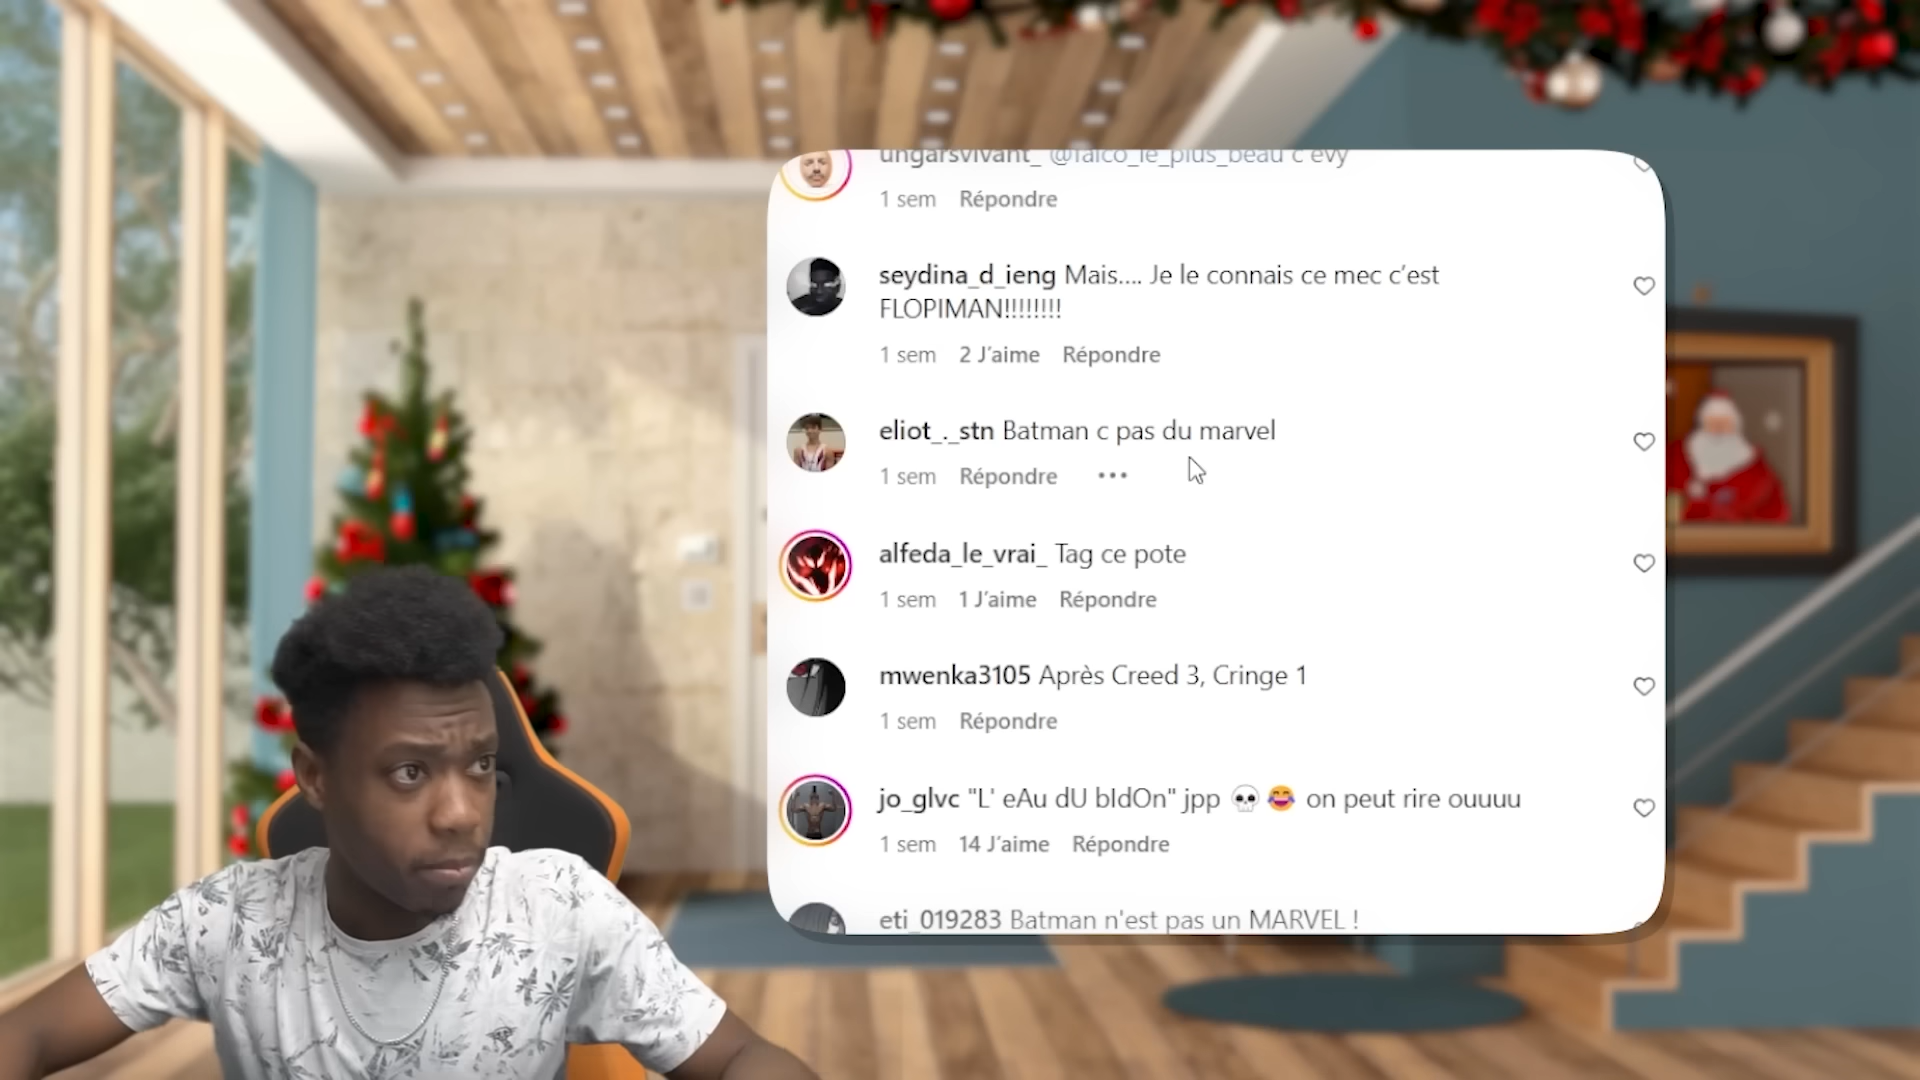 ungarsvivant_ @falco_le_plus_beau c evy
1 sem Répondre
seydina_d_ieng Mais.... Je le connais ce mec c’est
FLOPIMAN!!!!!!!!
1 sem 2 J’aime Répondre
eliot_._stn Batman c pas du marvel
1 sem Répondre •••
alfeda_le_vrai_ Tag ce pote
1 sem 1 J’aime Répondre
mwenka3105 Après Creed 3, Cringe 1
1 sem Répondre
jo_glvc "L' eAu dU bIdOn" jpp 💀😂 on peut rire ouuuu
1 sem 14 J’aime Répondre
eti_019283 Batman n'est pas un MARVEL !